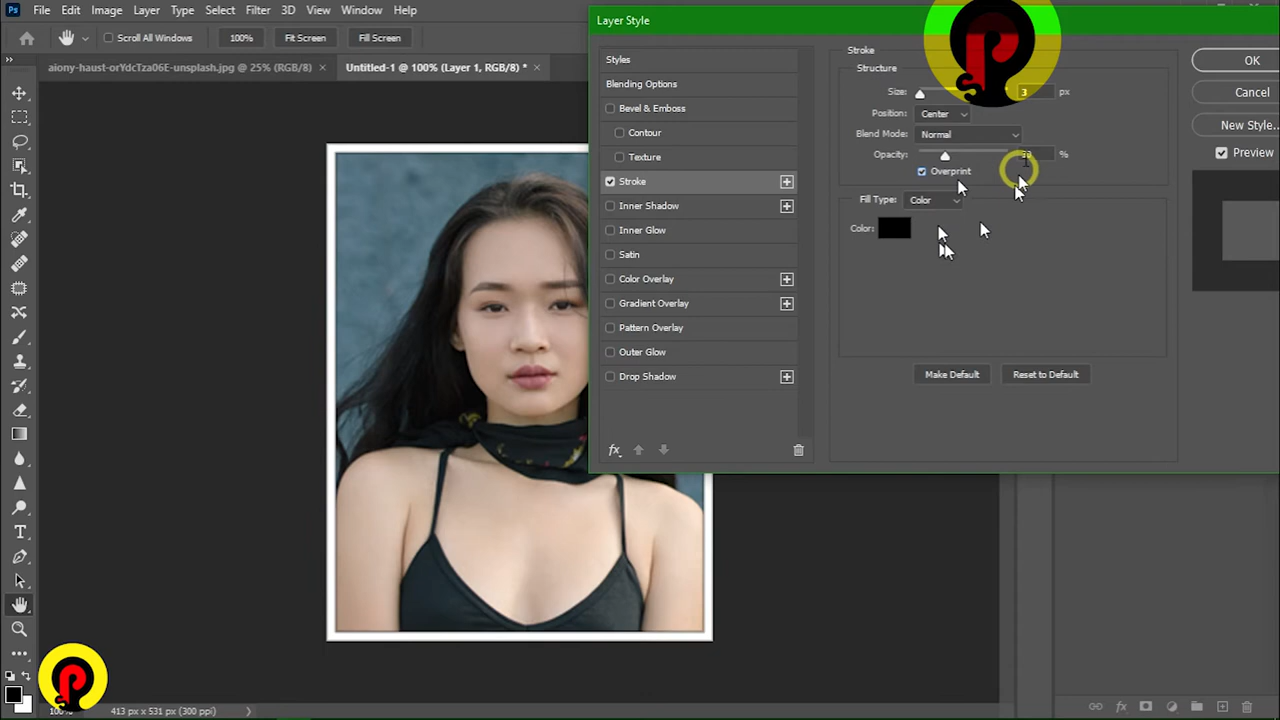 Ps File Edit Image Layer Type Select Filter 3D View Window Help
Scroll All Windows 100% Fit Screen Fill Screen
aiony-haust-orYdcTza06E-unsplash.jpg @ 25% (RGB/8) × Untitled-1 @ 100% (Layer 1, RGB/8) * ×
Layer Style
Styles
Blending Options
Bevel & Emboss
Contour
Texture
Stroke
Inner Shadow
Inner Glow
Satin
Color Overlay
Gradient Overlay
Pattern Overlay
Outer Glow
Drop Shadow
fx
Stroke
Structure
Size: 3 px
Position: Center
Blend Mode: Normal
Opacity: %
Overprint
Fill Type: Color
Color:
Make Default Reset to Default
OK
Cancel
New Style...
Preview
413 px x 531 px (300 ppi)
fx